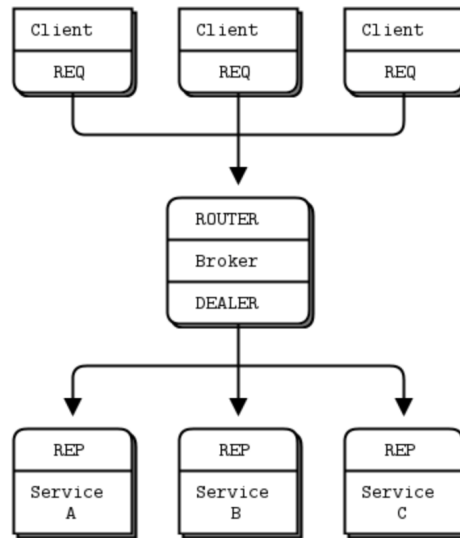 Client Client Client
REQ REQ REQ
ROUTER
Broker
DEALER
REP REP REP
Service Service Service
A B C